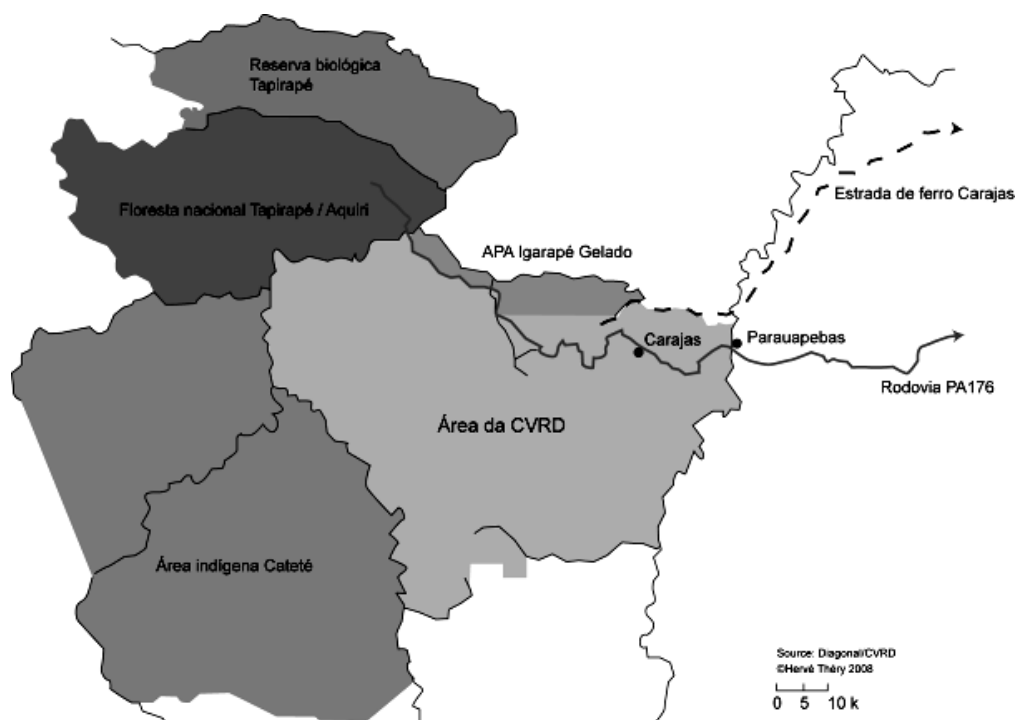 Reserva biológica
Tapirapé
Estrada de ferro Carajas
Floresta nacional Tapirapé / Aquiri
APA Igarapé Gelado
Carajas
Parauapebas
Rodovia PA176
Área da CVRD
Área indígena Cateté
Source: Diagonal/CVRD
©Hervé Théry 2008
0 5 10 k